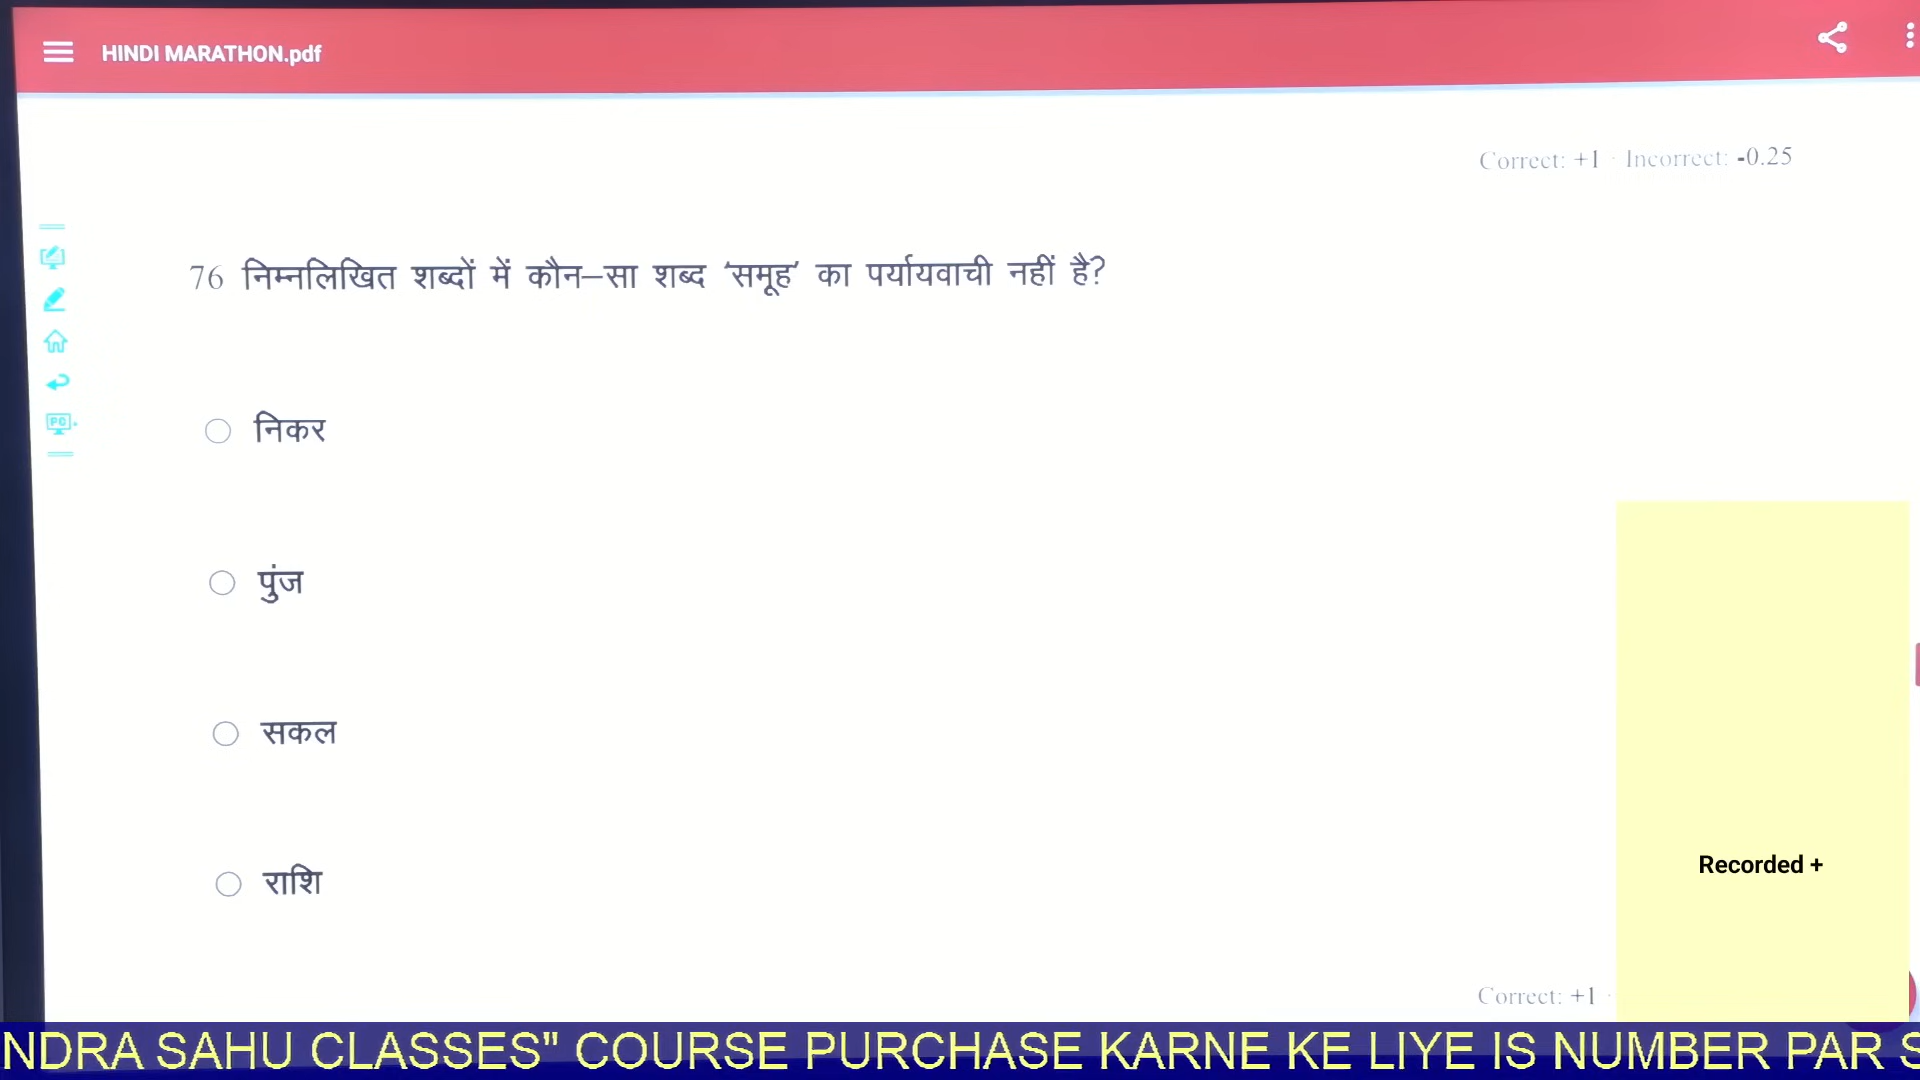 HINDI MARATHON.pdf
Correct: +1 · Incorrect: -0.25
76 निम्नलिखित शब्दों में कौन–सा शब्द ‘समूह’ का पर्यायवाची नहीं है?
निकर
पुंज
सकल
राशि
Recorded +
Correct: +1 ·
NDRA SAHU CLASSES" COURSE PURCHASE KARNE KE LIYE IS NUMBER PAR S